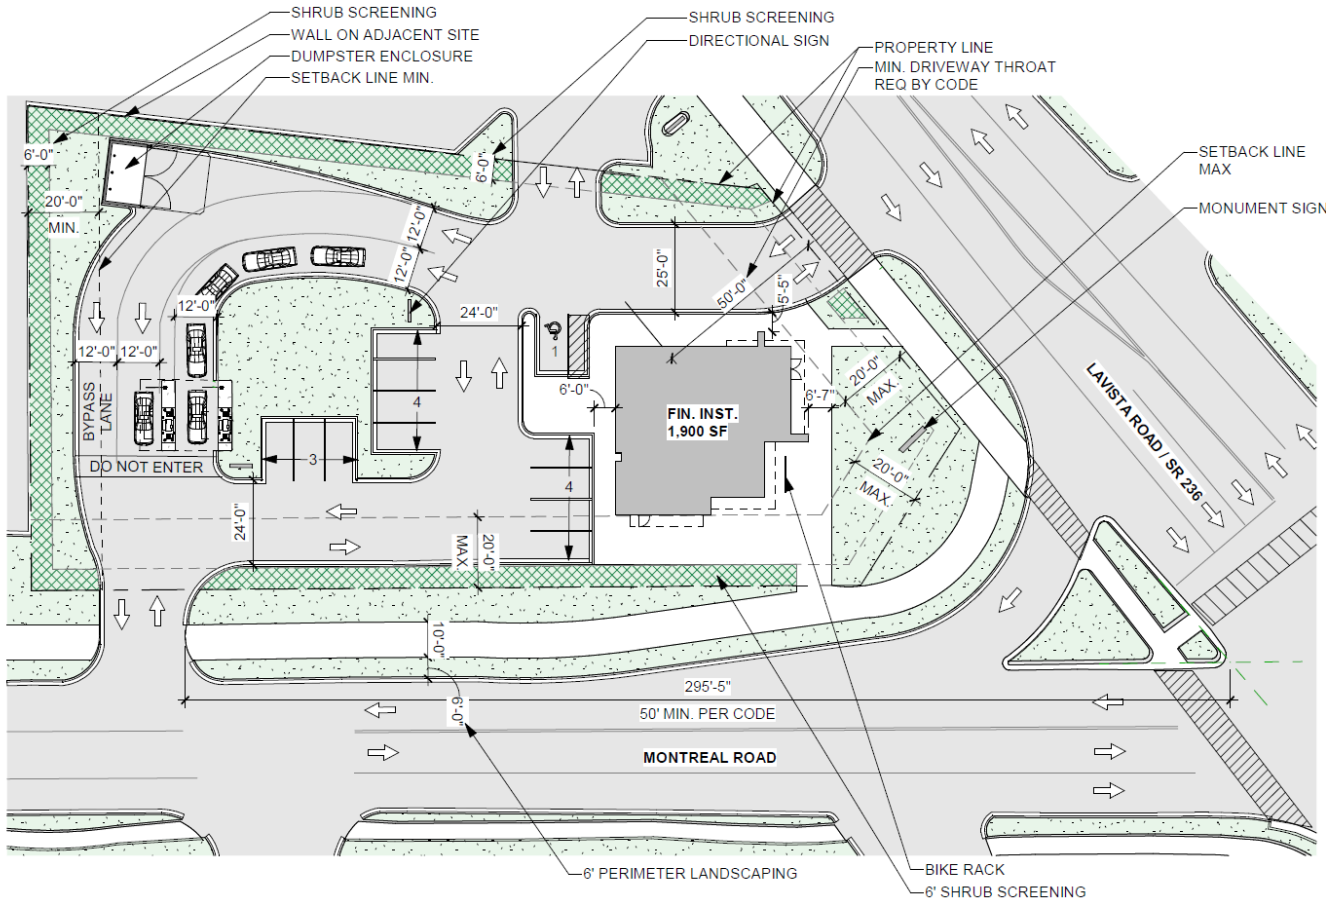 SHRUB SCREENING
WALL ON ADJACENT SITE
DUMPSTER ENCLOSURE
SETBACK LINE MIN.
SHRUB SCREENING
DIRECTIONAL SIGN
PROPERTY LINE
MIN. DRIVEWAY THROAT
REQ BY CODE
SETBACK LINE
MAX
MONUMENT SIGN
6'-0"
20'-0"
MIN.
6'-0"
12'-0"
12'-0"
25'-0"
50'-0"
5'-5"
12'-0"
24'-0"
1
12'-0"
12'-0"
BYPASS
LANE
DO NOT ENTER
4
3
4
6'-0"
FIN. INST.
1,900 SF
6'-7"
20'-0"
MAX.
20'-0"
MAX.
24'-0"
20'-0"
MAX.
LAVISTA ROAD / SR 236
10'-0"
6'-0"
295'-5"
50' MIN. PER CODE
MONTREAL ROAD
6' PERIMETER LANDSCAPING
BIKE RACK
6' SHRUB SCREENING